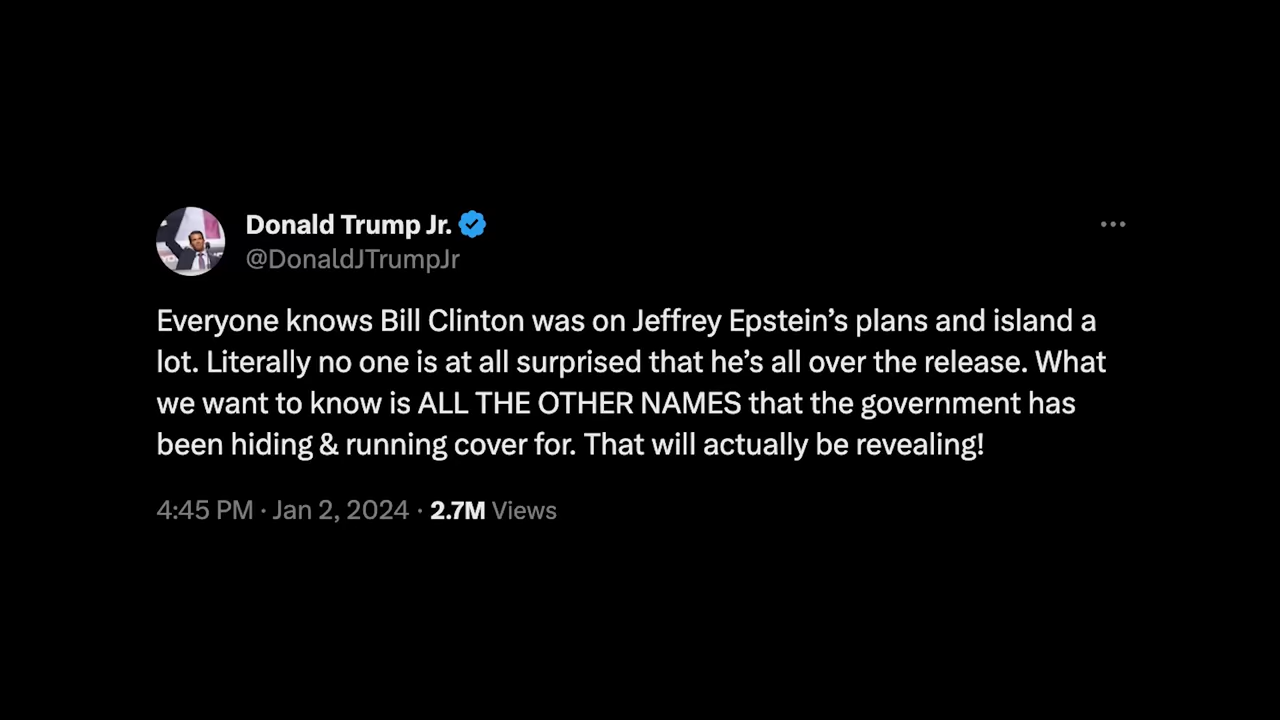 Donald Trump Jr.
@DonaldJTrumpJr
Everyone knows Bill Clinton was on Jeffrey Epstein’s plans and island a
lot. Literally no one is at all surprised that he’s all over the release. What
we want to know is ALL THE OTHER NAMES that the government has
been hiding & running cover for. That will actually be revealing!
4:45 PM · Jan 2, 2024 · 2.7M Views